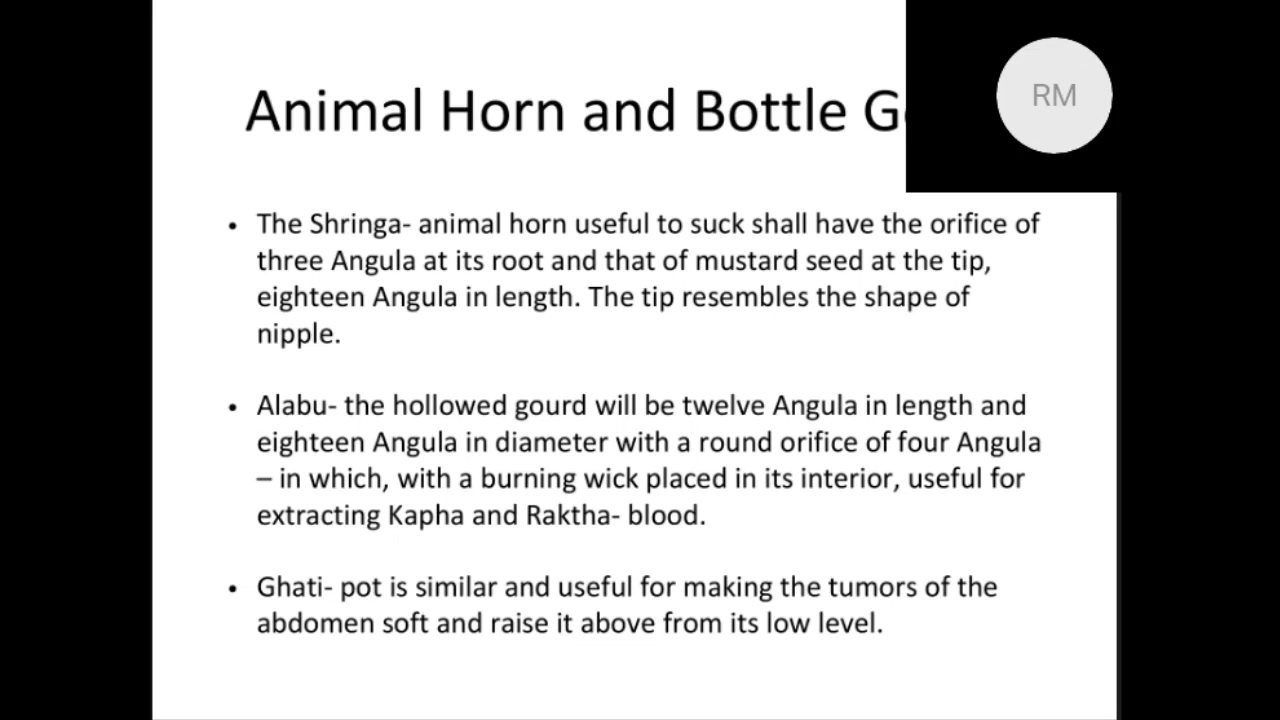 Animal Horn and Bottle
RM
• The Shringa- animal horn useful to suck shall have the orifice of
three Angula at its root and that of mustard seed at the tip,
eighteen Angula in length. The tip resembles the shape of
nipple.
• Alabu- the hollowed gourd will be twelve Angula in length and
eighteen Angula in diameter with a round orifice of four Angula
– in which, with a burning wick placed in its interior, useful for
extracting Kapha and Raktha- blood.
• Ghati- pot is similar and useful for making the tumors of the
abdomen soft and raise it above from its low level.